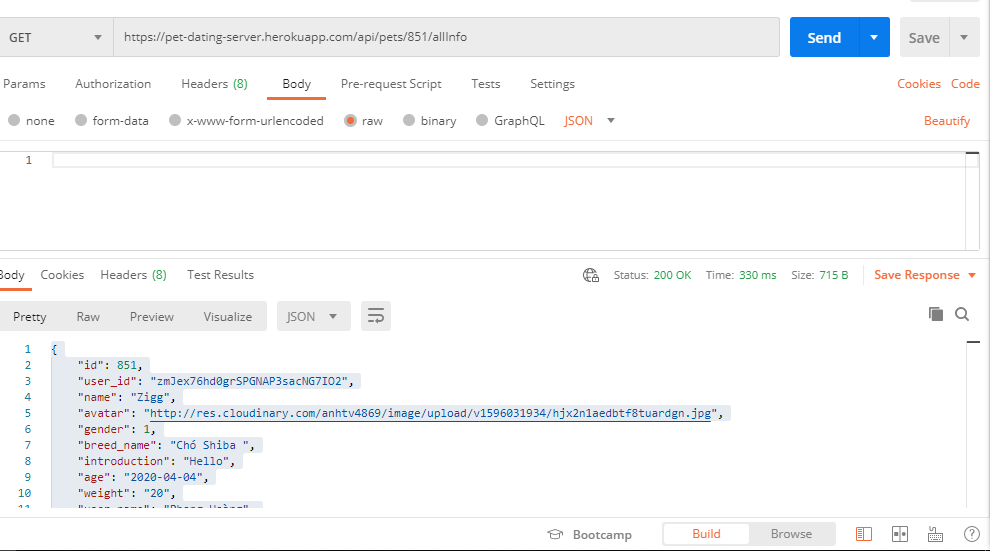 GET https://pet-dating-server.herokuapp.com/api/pets/851/allInfo Send Save
Params Authorization Headers (8) Body Pre-request Script Tests Settings Cookies Code
none form-data x-www-form-urlencoded raw binary GraphQL JSON Beautify
1
Body Cookies Headers (8) Test Results Status: 200 OK Time: 330 ms Size: 715 B Save Response
Pretty Raw Preview Visualize JSON
1 {
2 "id": 851,
3 "user_id": "zmJex76hd0grSPGNAP3sacNG7IO2",
4 "name": "Zigg",
5 "avatar": "http://res.cloudinary.com/anhtv4869/image/upload/v1596031934/hjx2n1aedbtf8tuardgn.jpg",
6 "gender": 1,
7 "breed_name": "Chó Shiba ",
8 "introduction": "Hello",
9 "age": "2020-04-04",
10 "weight": "20",
Bootcamp Build Browse